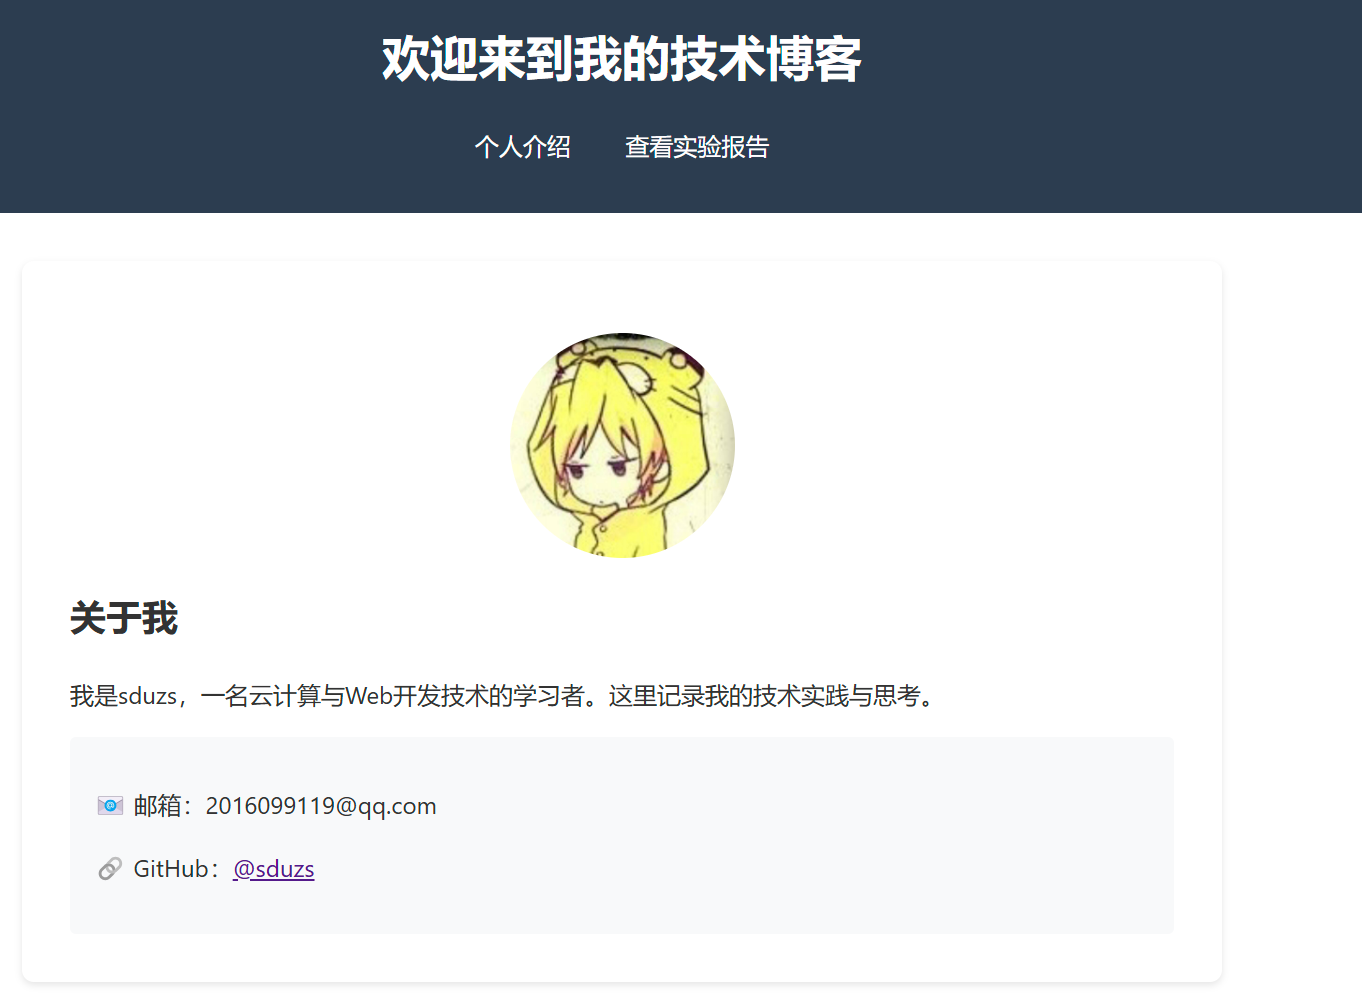 欢迎来到我的技术博客
个人介绍 查看实验报告
关于我
我是sduzs，一名云计算与Web开发技术的学习者。这里记录我的技术实践与思考。
📧 邮箱：2016099119@qq.com
🔗 GitHub：@sduzs